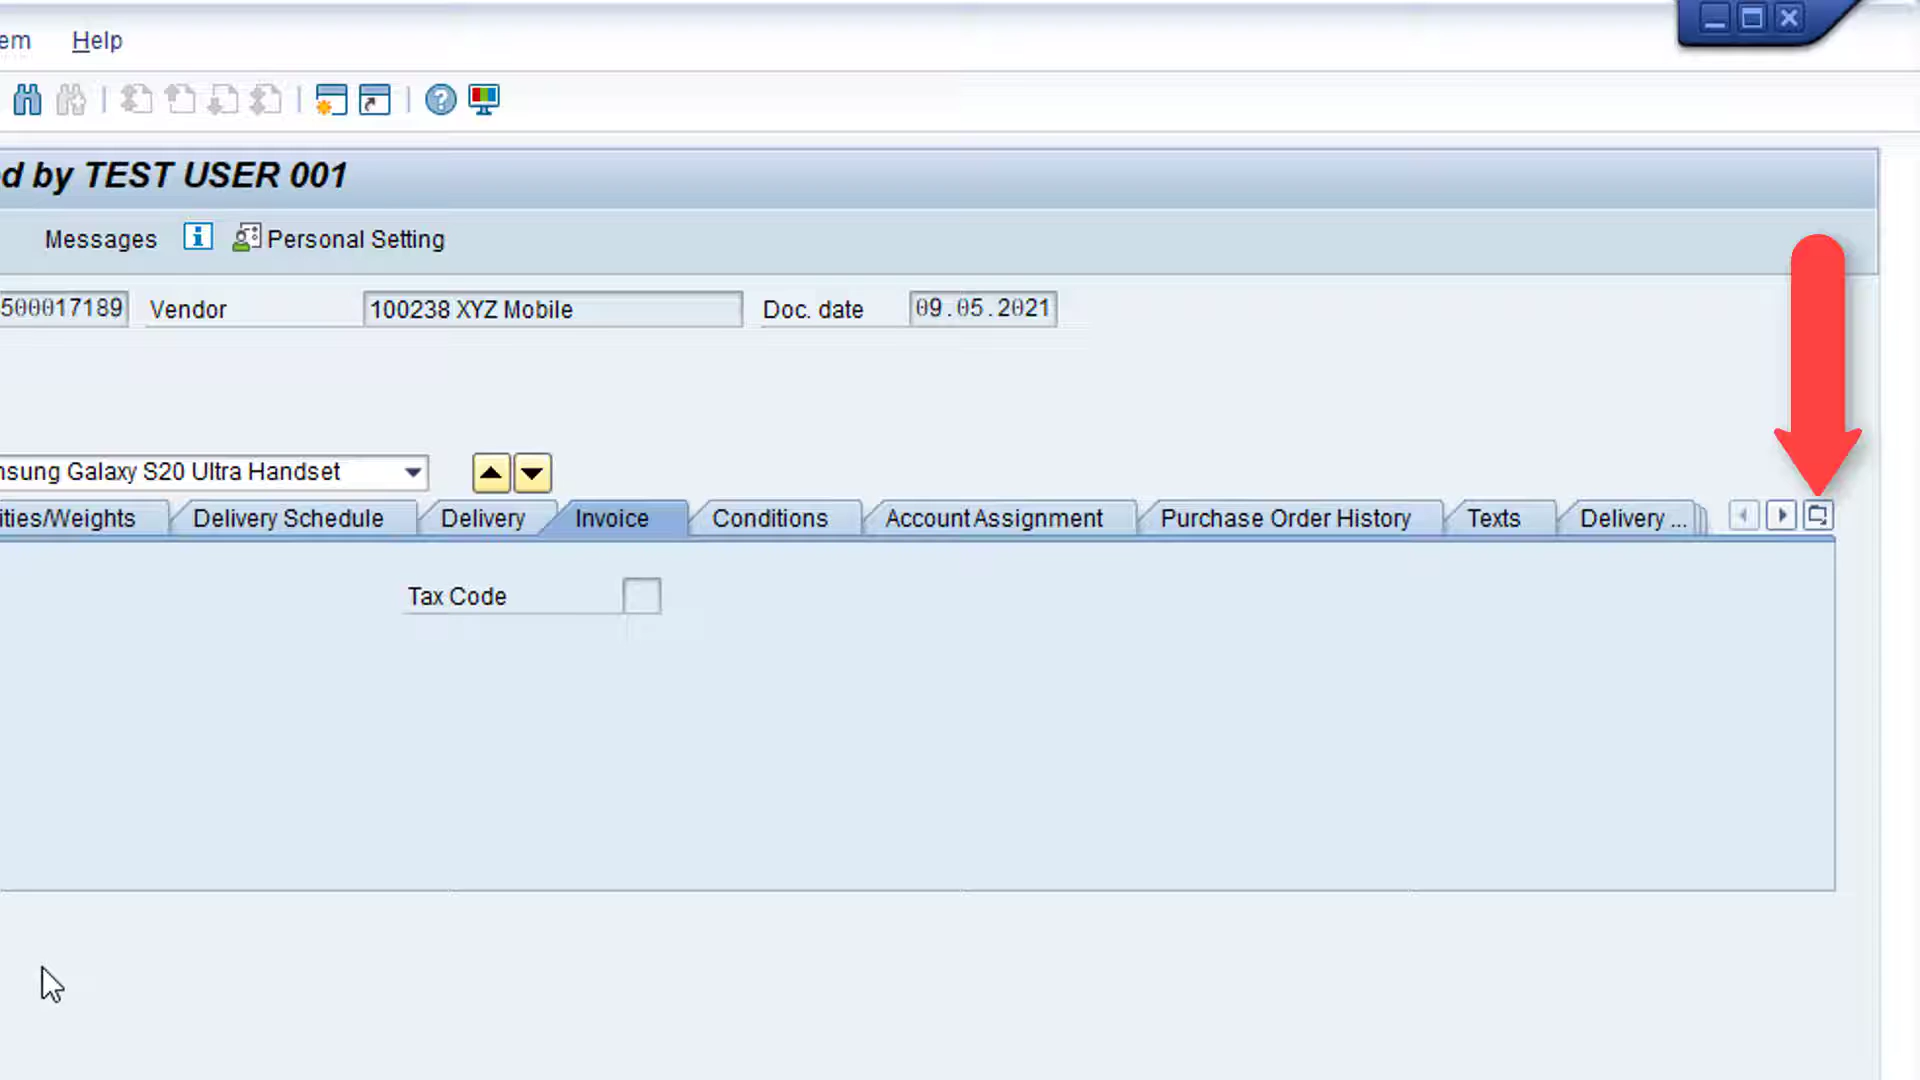 em Help
ed by TEST USER 001
Messages Personal Setting
500017189 Vendor 100238 XYZ Mobile Doc. date 09.05.2021
nsung Galaxy S20 Ultra Handset
ities/Weights Delivery Schedule Delivery Invoice Conditions Account Assignment Purchase Order History Texts Delivery ...
Tax Code